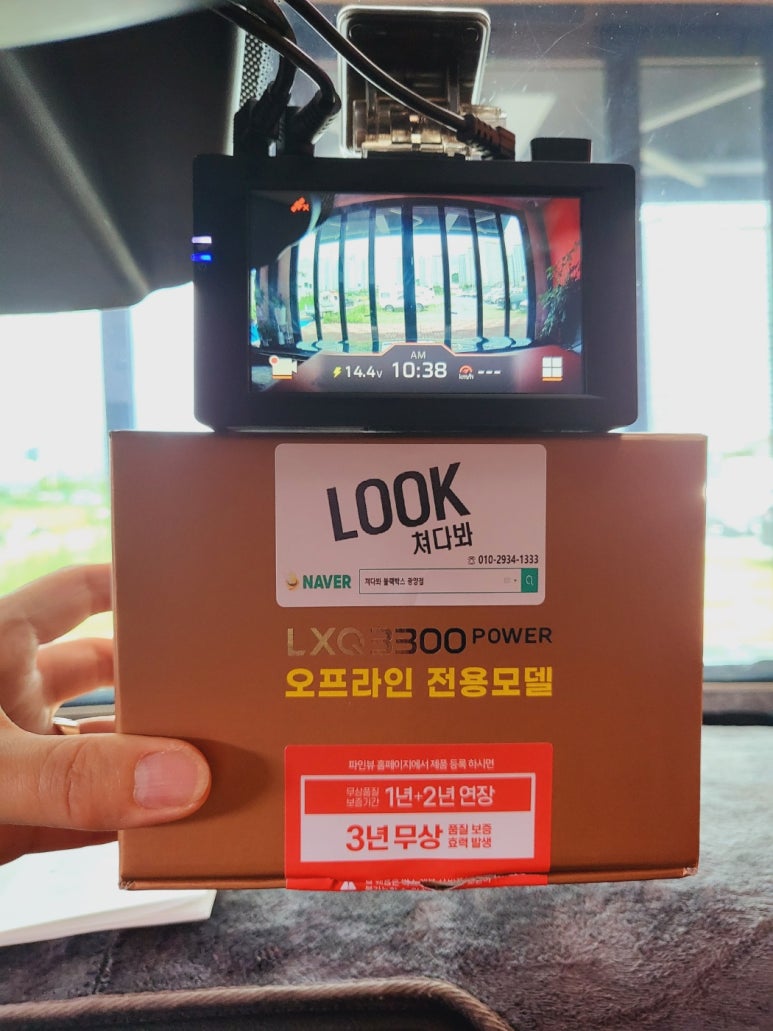 AM
14.4V 10:38 km/h ---
LOOK
쳐다봐
☏ 010-2934-1333
NAVER 쳐다봐 블랙박스 광양점
LXQ3300 POWER
오프라인 전용모델
파인뷰 홈페이지에서 제품 등록 하시면
무상품질
보증기간 1년+2년 연장
3년 무상 품질 보증
효력 발생